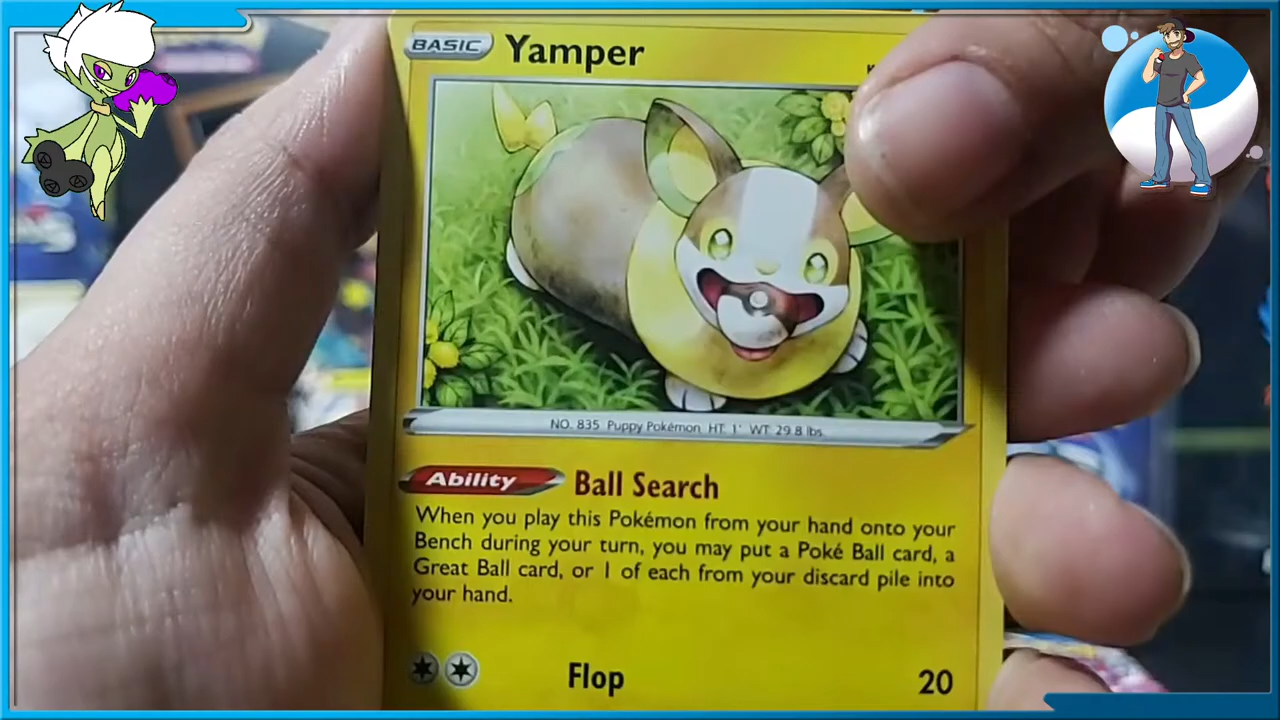 BASIC Yamper
NO. 835 Puppy Pokémon HT. 1' WT. 29.8 lbs.
Ability Ball Search
When you play this Pokémon from your hand onto your
Bench during your turn, you may put a Poké Ball card, a
Great Ball card, or 1 of each from your discard pile into
your hand.
Flop 20